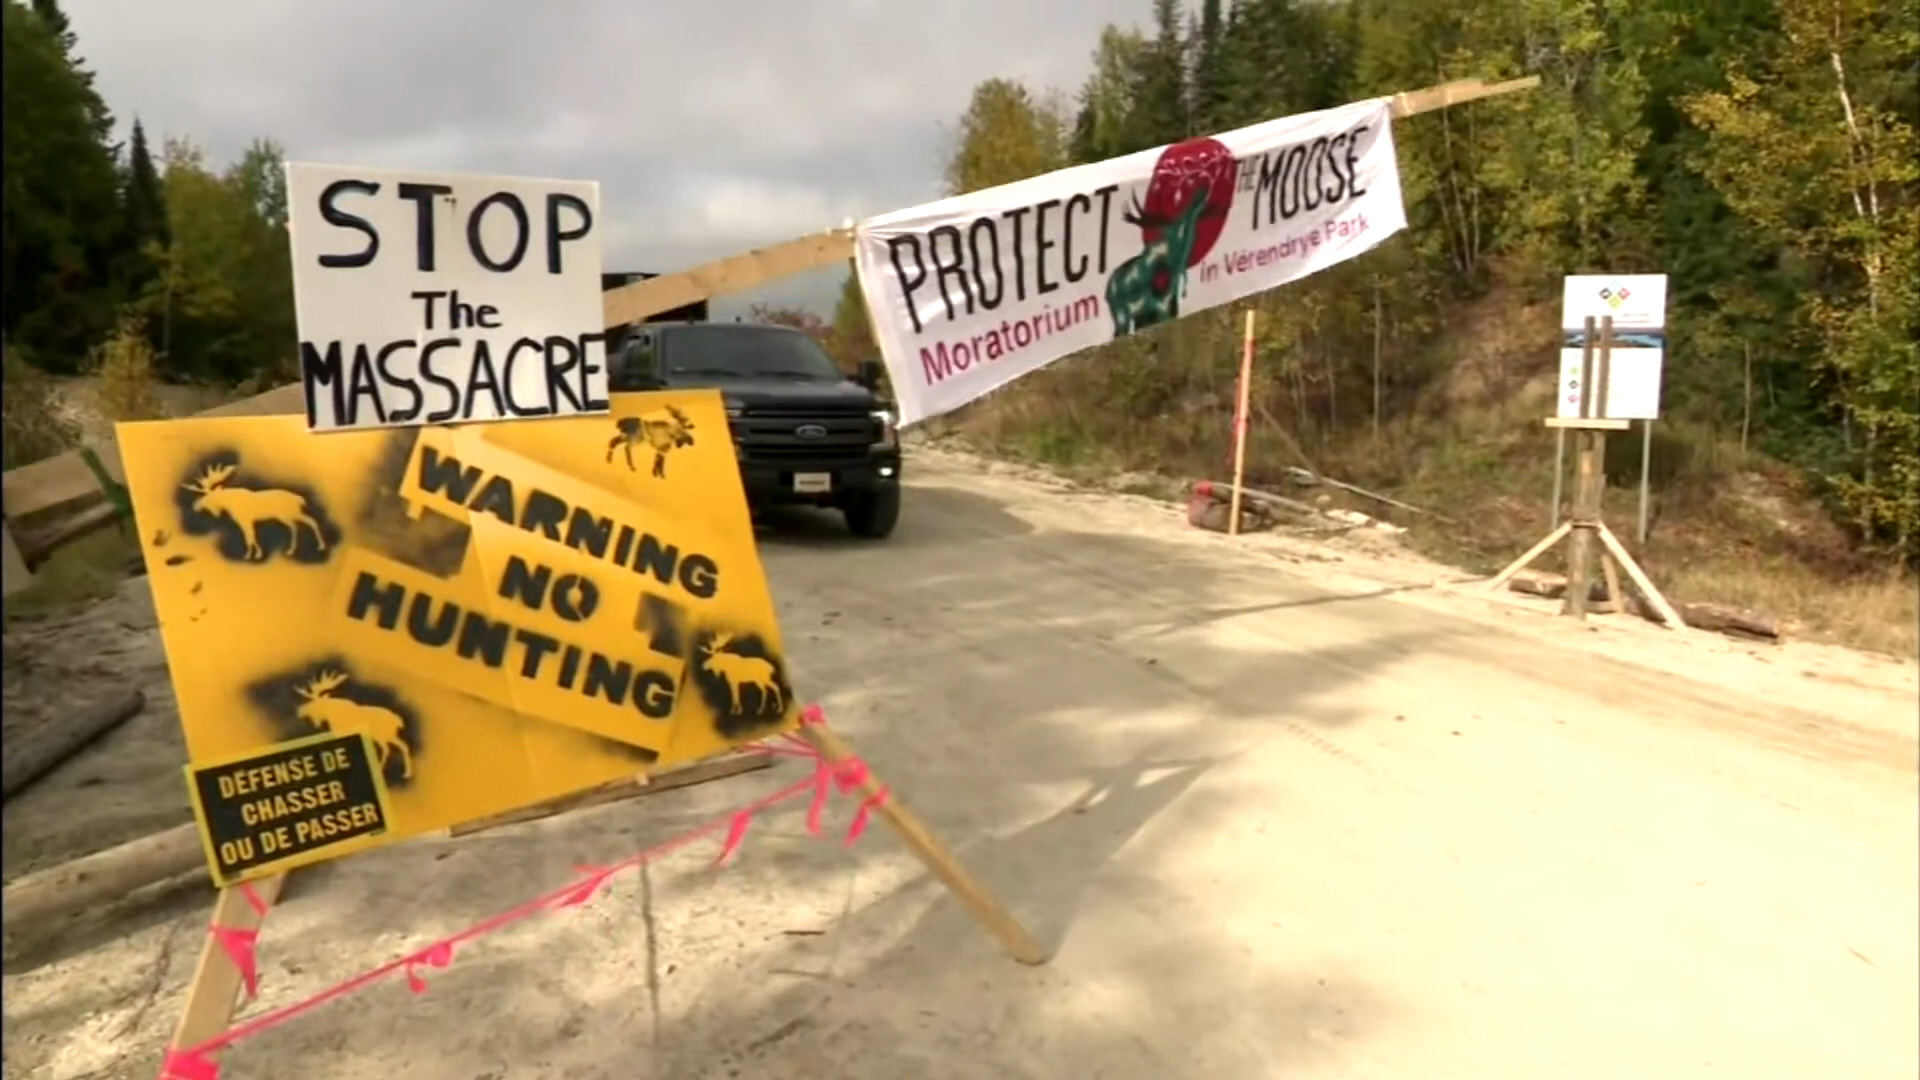 STOP
The
MASSACRE
PROTECT THE MOOSE
Moratorium in Vérendrye Park
WARNING
NO
HUNTING
DÉFENSE DE
CHASSER
OU DE PASSER
Ford